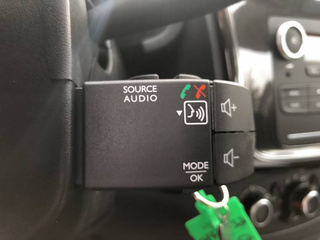 SOURCE
AUDIO
+
-
MODE
OK